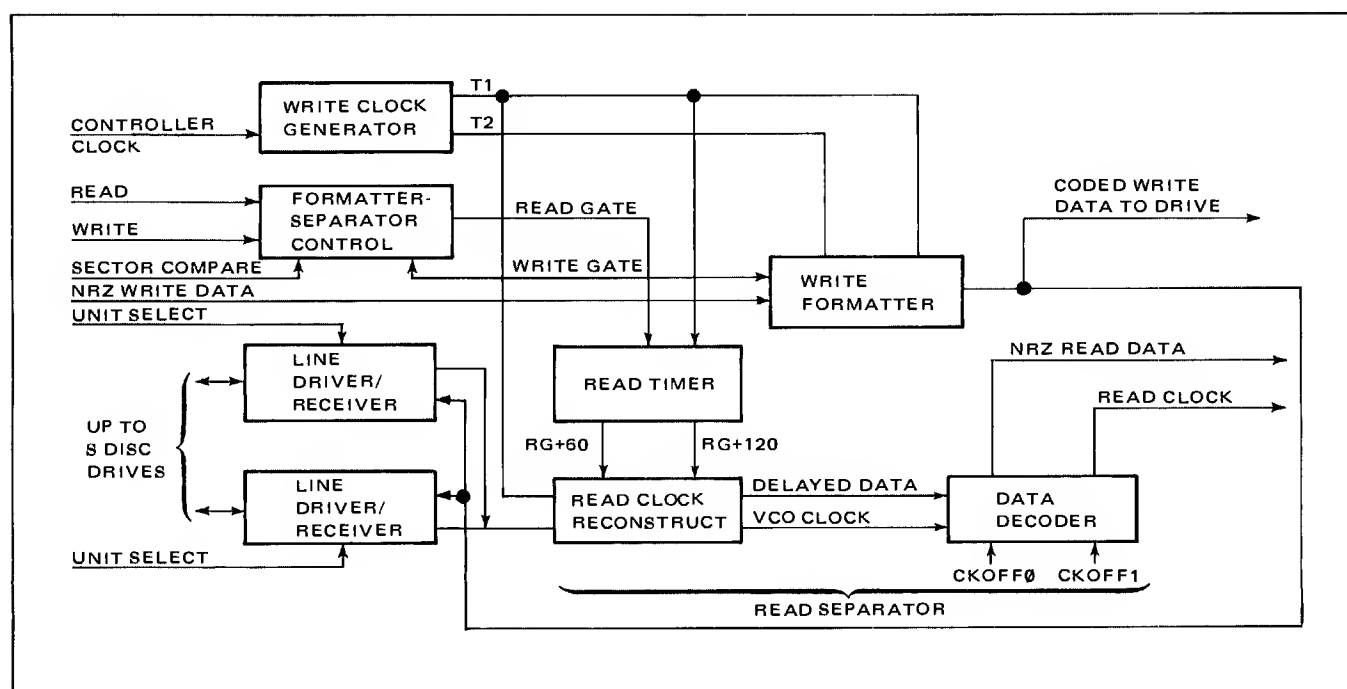 T1
WRITE CLOCK
GENERATOR
T2
CONTROLLER
CLOCK
READ
FORMATTER-
SEPARATOR
CONTROL
READ GATE
CODED WRITE
DATA TO DRIVE
WRITE
SECTOR COMPARE
WRITE GATE
NRZ WRITE DATA
WRITE
FORMATTER
UNIT SELECT
LINE
DRIVER/
RECEIVER
READ TIMER
NRZ READ DATA
READ CLOCK
UP TO
8 DISC
DRIVES
RG+60
RG+120
LINE
DRIVER/
RECEIVER
READ CLOCK
RECONSTRUCT
DELAYED DATA
VCO CLOCK
DATA
DECODER
UNIT SELECT
CKOFFØ CKOFF1
READ SEPARATOR